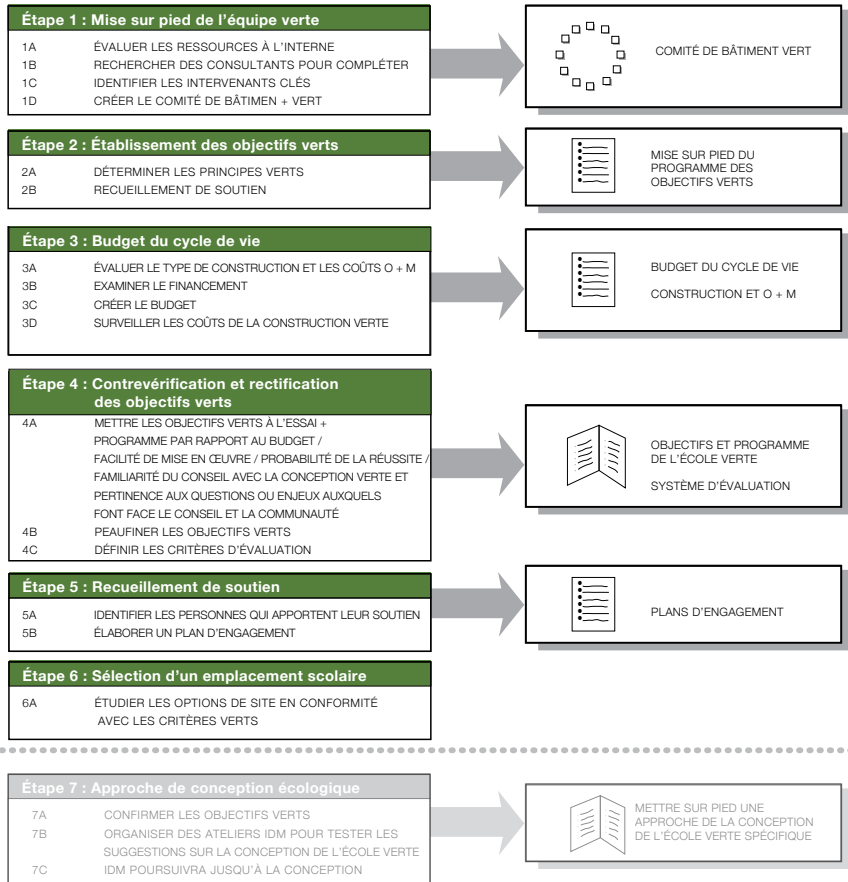 Étape 1 : Mise sur pied de l'équipe verte
1A ÉVALUER LES RESSOURCES À L'INTERNE
1B RECHERCHER DES CONSULTANTS POUR COMPLÉTER
1C IDENTIFIER LES INTERVENANTS CLÉS
1D CRÉER LE COMITÉ DE BÂTIMEN + VERT
COMITÉ DE BÂTIMENT VERT
Étape 2 : Établissement des objectifs verts
2A DÉTERMINER LES PRINCIPES VERTS
2B RECUEILLEMENT DE SOUTIEN
MISE SUR PIED DU
PROGRAMME DES
OBJECTIFS VERTS
Étape 3 : Budget du cycle de vie
3A ÉVALUER LE TYPE DE CONSTRUCTION ET LES COÛTS O + M
3B EXAMINER LE FINANCEMENT
3C CRÉER LE BUDGET
3D SURVEILLER LES COÛTS DE LA CONSTRUCTION VERTE
BUDGET DU CYCLE DE VIE
CONSTRUCTION ET O + M
Étape 4 : Contrevérification et rectification
des objectifs verts
4A METTRE LES OBJECTIFS VERTS À L'ESSAI +
PROGRAMME PAR RAPPORT AU BUDGET /
FACILITÉ DE MISE EN ŒUVRE / PROBABILITÉ DE LA RÉUSSITE /
FAMILIARITÉ DU CONSEIL AVEC LA CONCEPTION VERTE ET
PERTINENCE AUX QUESTIONS OU ENJEUX AUXQUELS
FONT FACE LE CONSEIL ET LA COMMUNAUTÉ
4B PEAUFINER LES OBJECTIFS VERTS
4C DÉFINIR LES CRITÈRES D'ÉVALUATION
OBJECTIFS ET PROGRAMME
DE L'ÉCOLE VERTE
SYSTÈME D'ÉVALUATION
Étape 5 : Recueillement de soutien
5A IDENTIFIER LES PERSONNES QUI APPORTENT LEUR SOUTIEN
5B ÉLABORER UN PLAN D'ENGAGEMENT
PLANS D'ENGAGEMENT
Étape 6 : Sélection d'un emplacement scolaire
6A ÉTUDIER LES OPTIONS DE SITE EN CONFORMITÉ
AVEC LES CRITÈRES VERTS
Étape 7 : Approche de conception écologique
7A CONFIRMER LES OBJECTIFS VERTS
7B ORGANISER DES ATELIERS IDM POUR TESTER LES
SUGGESTIONS SUR LA CONCEPTION DE L'ÉCOLE VERTE
7C IDM POURSUIVRA JUSQU'À LA CONCEPTION
METTRE SUR PIED UNE
APPROCHE DE LA CONCEPTION
DE L'ÉCOLE VERTE SPÉCIFIQUE